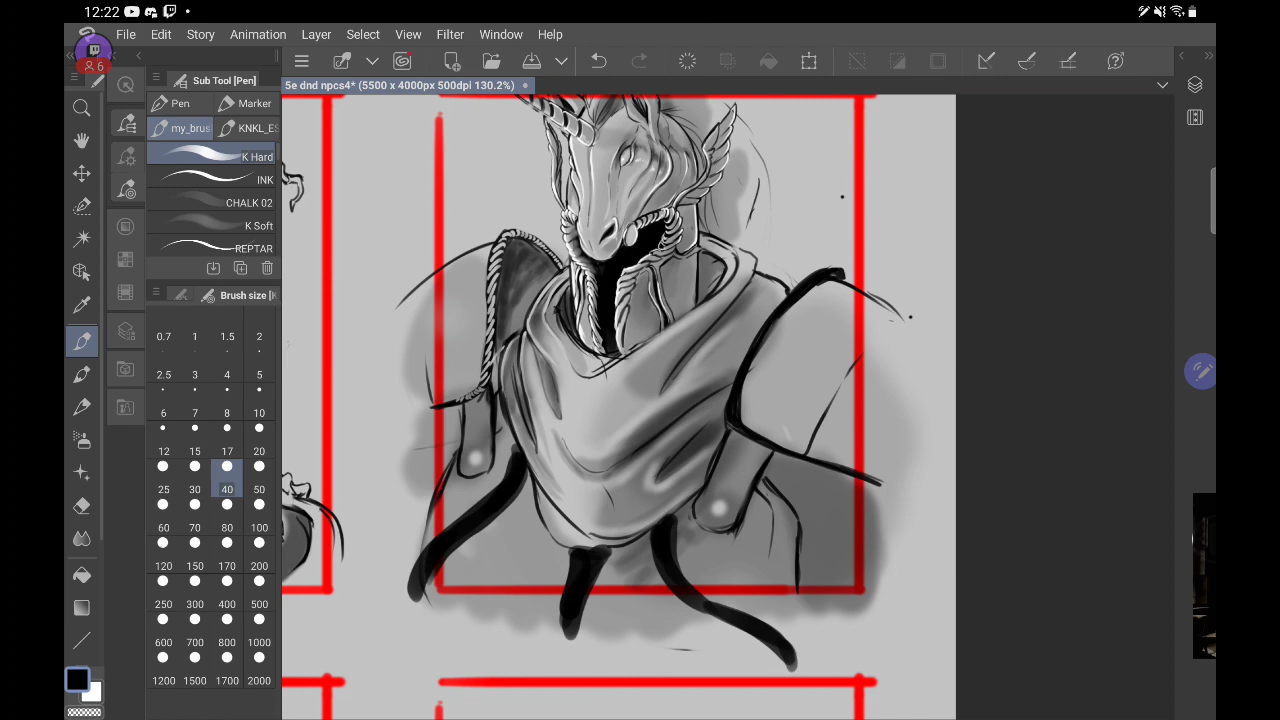 12:22
File Edit Story Animation Layer Select View Filter Window Help
6
Sub Tool [Pen]
5e dnd npcs4* (5500 x 4000px 500dpi 130.2%)
Pen Marker
my_brus KNKL_ES
K Hard
INK
CHALK 02
K Soft
REPTAR
Brush size [K
0.7 1 1.5 2
2.5 3 4 5
6 7 8 10
12 15 17 20
25 30 40 50
60 70 80 100
120 150 170 200
250 300 400 500
600 700 800 1000
1200 1500 1700 2000